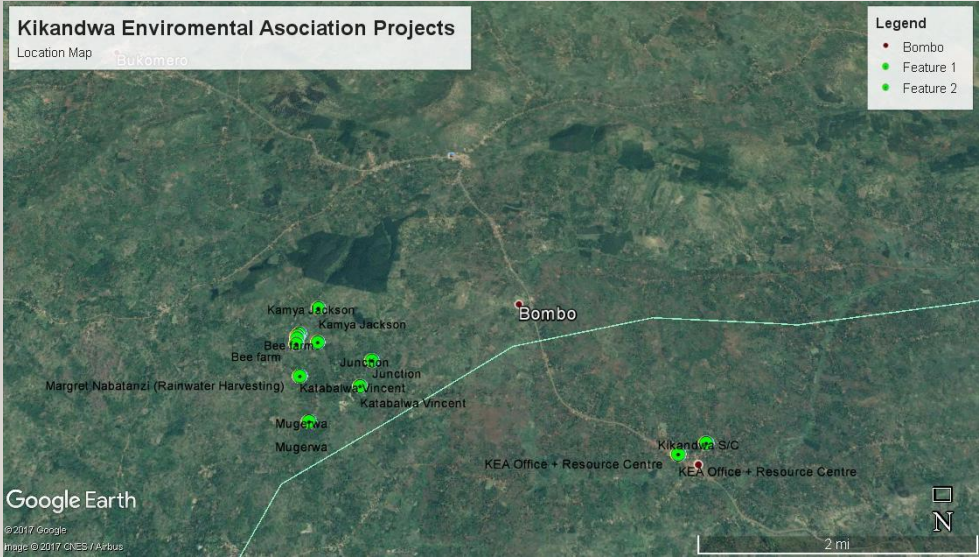 Kikandwa Enviromental Asociation Projects
Location Map
Bukomero
Legend
Bombo
Feature 1
Feature 2
Kamya Jackson
Kamya Jackson
Bombo
Bee farm
Bee farm
Junction
Junction
Margret Nabatanzi (Rainwater Harvesting)
Katabalwa Vincent
Katabalwa Vincent
Mugerwa
Mugerwa
Kikandwa S/C
KEA Office + Resource Centre
KEA Office + Resource Centre
Google Earth
©2017 Google
Image © 2017 CNES / Airbus
N
2 mi